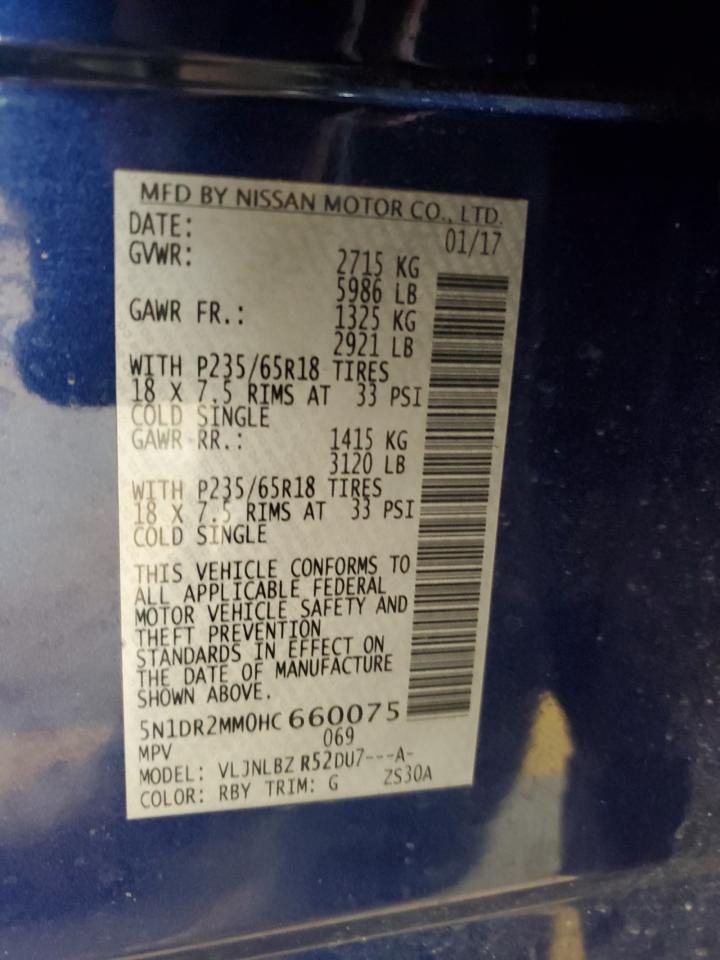 MFD BY NISSAN MOTOR CO., LTD.
DATE: 01/17
GVWR: 2715 KG
5986 LB
GAWR FR.: 1325 KG
2921 LB
WITH P235/65R18 TIRES
18 X 7.5 RIMS AT 33 PSI
COLD SINGLE
GAWR RR.: 1415 KG
3120 LB
WITH P235/65R18 TIRES
18 X 7.5 RIMS AT 33 PSI
COLD SINGLE
THIS VEHICLE CONFORMS TO
ALL APPLICABLE FEDERAL
MOTOR VEHICLE SAFETY AND
THEFT PREVENTION
STANDARDS IN EFFECT ON
THE DATE OF MANUFACTURE
SHOWN ABOVE.
5N1DR2MM0HC 660075
MPV 069
MODEL: VLJNLBZ R52DU7---A-
COLOR: RBY TRIM: G ZS30A